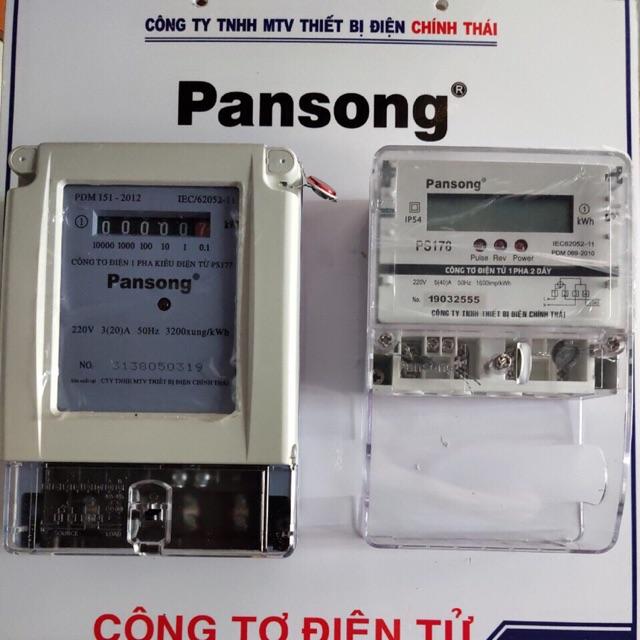 CÔNG TY TNHH MTV THIẾT BỊ ĐIỆN CHÍNH THÁI
Pansong®
PDM 151 - 2012 IEC/62052-11
1 0 0 0 0 0 7
10000 1000 100 10 1 0.1
CÔNG TƠ ĐIỆN 1 PHA KIỂU ĐIỆN TỬ PS177
Pansong®
220V 3(20)A 50Hz 3200xung/kWh
NO: 3138050319
CTY TNHH MTV THIẾT BỊ ĐIỆN CHÍNH THÁI
SOURCE LOAD
Pansong®
1
IP54 kWh
PS178 IEC62052-11
Pulse Rev Power PDM 069-2010
CÔNG TƠ ĐIỆN TỬ 1 PHA 2 DÂY
220V 5(40)A 50Hz 1600imp/kWh
No. 19032555
CÔNG TY TNHH THIẾT BỊ ĐIỆN CHÍNH THÁI
PANSONG
CÔNG TƠ ĐIỆN TỬ